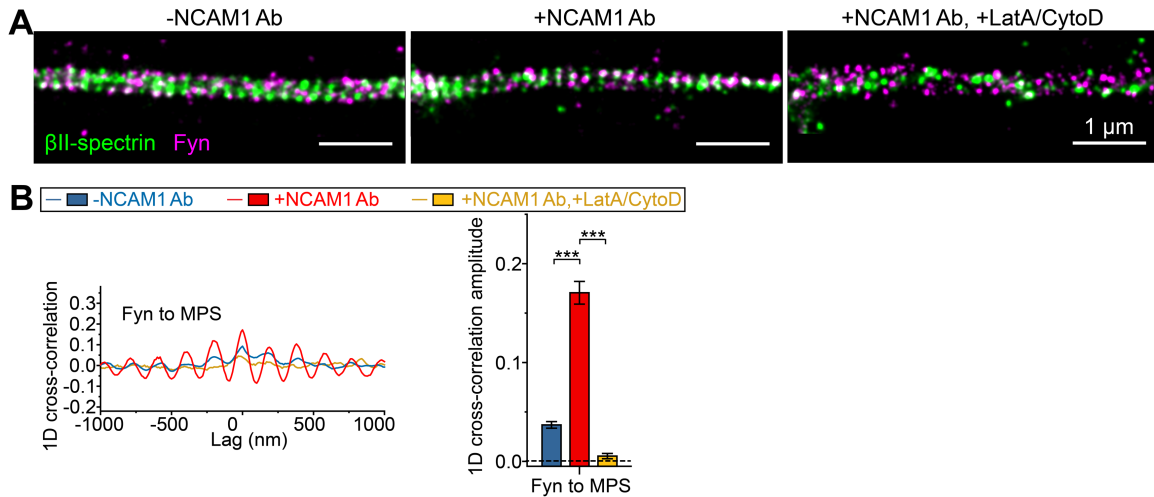 A
-NCAM1 Ab
+NCAM1 Ab
+NCAM1 Ab, +LatA/CytoD
βII-spectrin Fyn
1 μm
B
-NCAM1 Ab +NCAM1 Ab +NCAM1 Ab,+LatA/CytoD
1D cross-correlation
0.3
0.2
0.1
0.0
-0.1
-0.2
Fyn to MPS
-1000 -500 0 500 1000
Lag (nm)
1D cross-correlation amplitude
0.2
0.1
0.0
***
***
Fyn to MPS